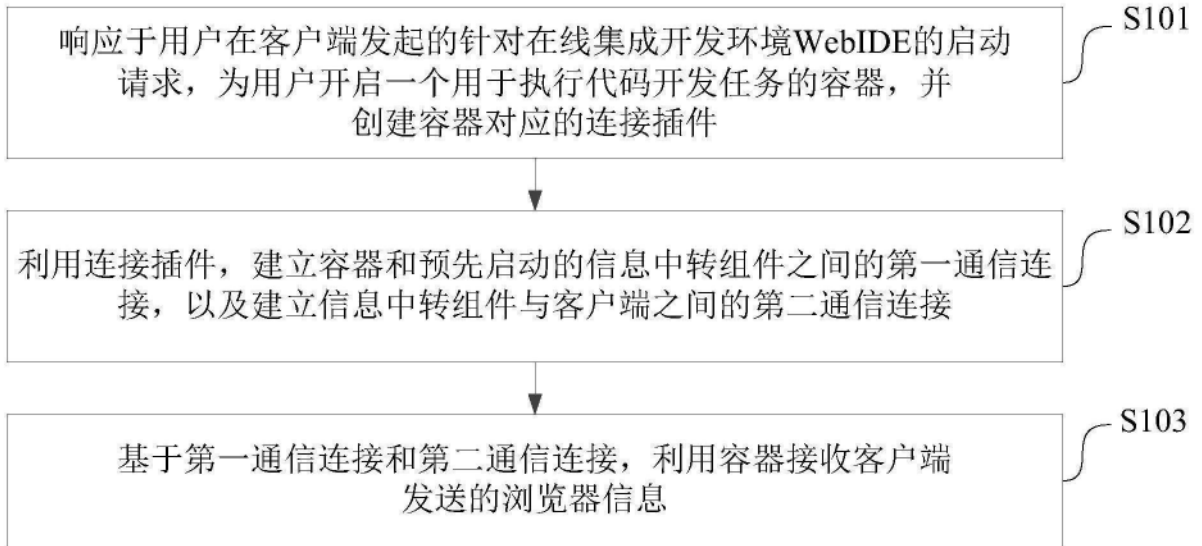 S101
响应于用户在客户端发起的针对在线集成开发环境WebIDE的启动
请求，为用户开启一个用于执行代码开发任务的容器，并
创建容器对应的连接插件
S102
利用连接插件，建立容器和预先启动的信息中转组件之间的第一通信连
接，以及建立信息中转组件与客户端之间的第二通信连接
S103
基于第一通信连接和第二通信连接，利用容器接收客户端
发送的浏览器信息